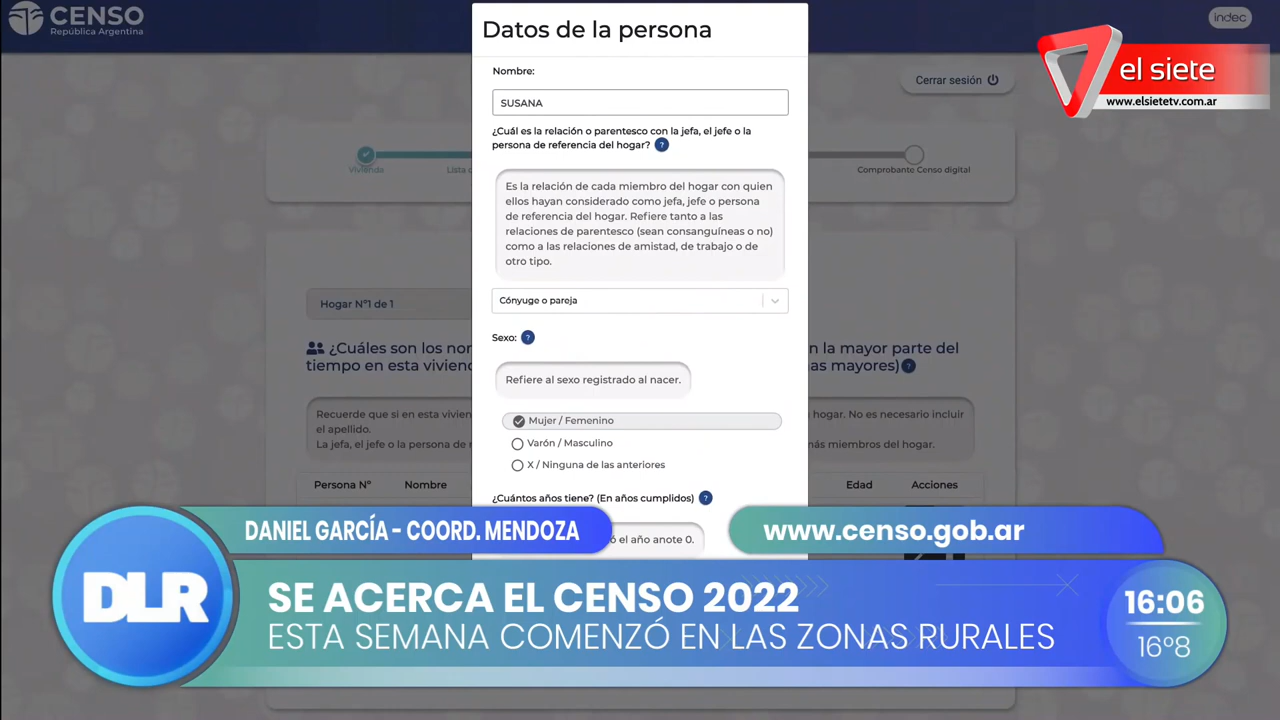 CENSO
República Argentina
indec
Cerrar sesión
el siete
www.elsietetv.com.ar
Datos de la persona
Nombre:
SUSANA
¿Cuál es la relación o parentesco con la jefa, el jefe o la
persona de referencia del hogar? ?
Vivienda
Lista
Comprobante Censo digital
Es la relación de cada miembro del hogar con quien
ellos hayan considerado como jefa, jefe o persona
de referencia del hogar. Refiere tanto a las
relaciones de parentesco (sean consanguíneas o no)
como a las relaciones de amistad, de trabajo o de
otro tipo.
Hogar Nº1 de 1
Cónyuge o pareja
Sexo: ?
¿Cuáles son los
la mayor parte del
tiempo en esta
mayores) ?
Refiere al sexo registrado al nacer.
Recuerde que si en esta
hogar. No es necesario incluir
el apellido.
La jefa, el jefe o la persona de
miembros del hogar.
Mujer / Femenino
Varón / Masculino
X / Ninguna de las anteriores
Persona Nº
Nombre
Edad
Acciones
¿Cuántos años tiene? (En años cumplidos) ?
el año anote 0.
DANIEL GARCÍA - COORD. MENDOZA
www.censo.gob.ar
DLR
SE ACERCA EL CENSO 2022
ESTA SEMANA COMENZÓ EN LAS ZONAS RURALES
16:06
16º8